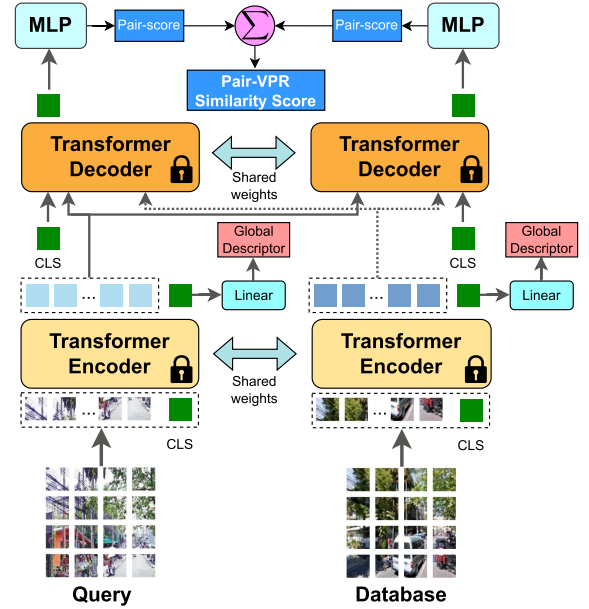 MLP
Pair-score
Σ
Pair-score
MLP
Pair-VPR
Similarity Score
Transformer
Decoder
Shared
weights
Transformer
Decoder
CLS
Global
Descriptor
CLS
Global
Descriptor
...
Linear
...
Linear
Transformer
Encoder
Shared
weights
Transformer
Encoder
...
CLS
...
CLS
Query
Database